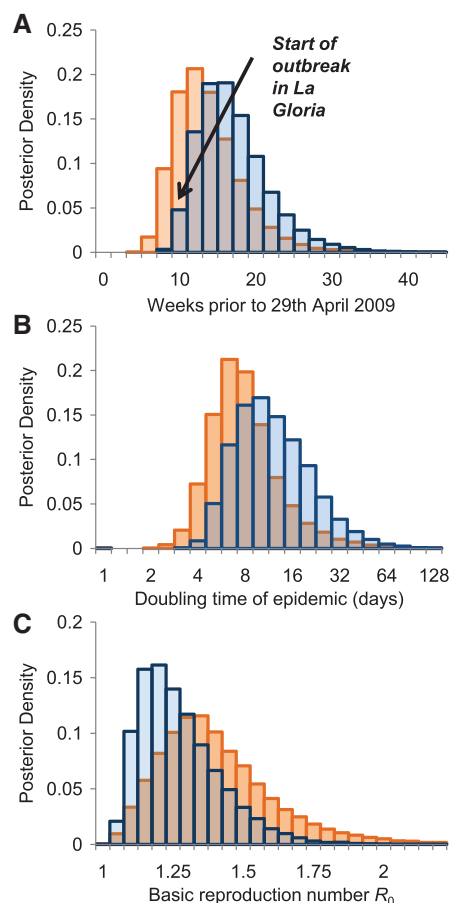 A
0.25
0.2
0.15
0.1
0.05
0
Posterior Density
Start of
outbreak
in La
Gloria
0 10 20 30 40
Weeks prior to 29th April 2009
B
0.25
0.2
0.15
0.1
0.05
0
Posterior Density
1 2 4 8 16 32 64 128
Doubling time of epidemic (days)
C
0.2
0.15
0.1
0.05
0
Posterior Density
1 1.25 1.5 1.75 2
Basic reproduction number R0